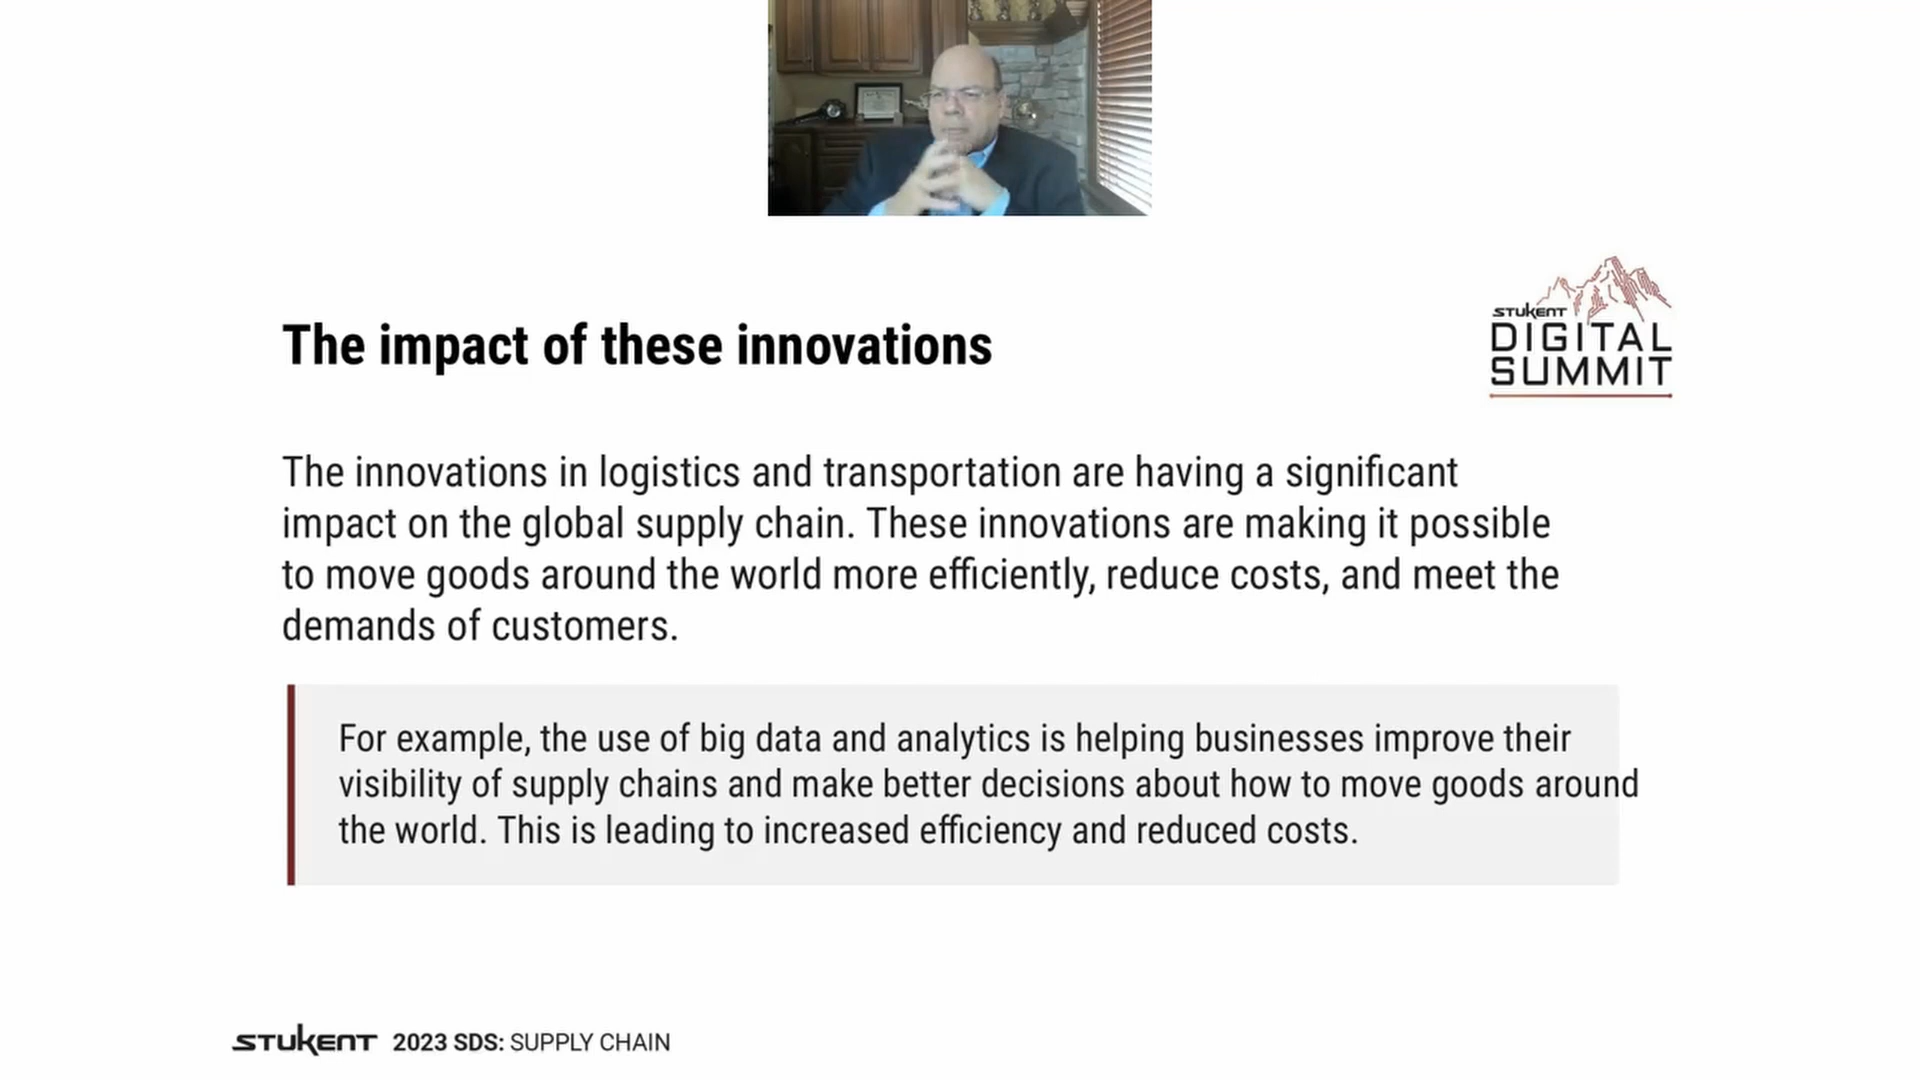 The impact of these innovations
STUKENT
DIGITAL
SUMMIT
The innovations in logistics and transportation are having a significant
impact on the global supply chain. These innovations are making it possible
to move goods around the world more efficiently, reduce costs, and meet the
demands of customers.
For example, the use of big data and analytics is helping businesses improve their
visibility of supply chains and make better decisions about how to move goods around
the world. This is leading to increased efficiency and reduced costs.
STUKENT 2023 SDS: SUPPLY CHAIN